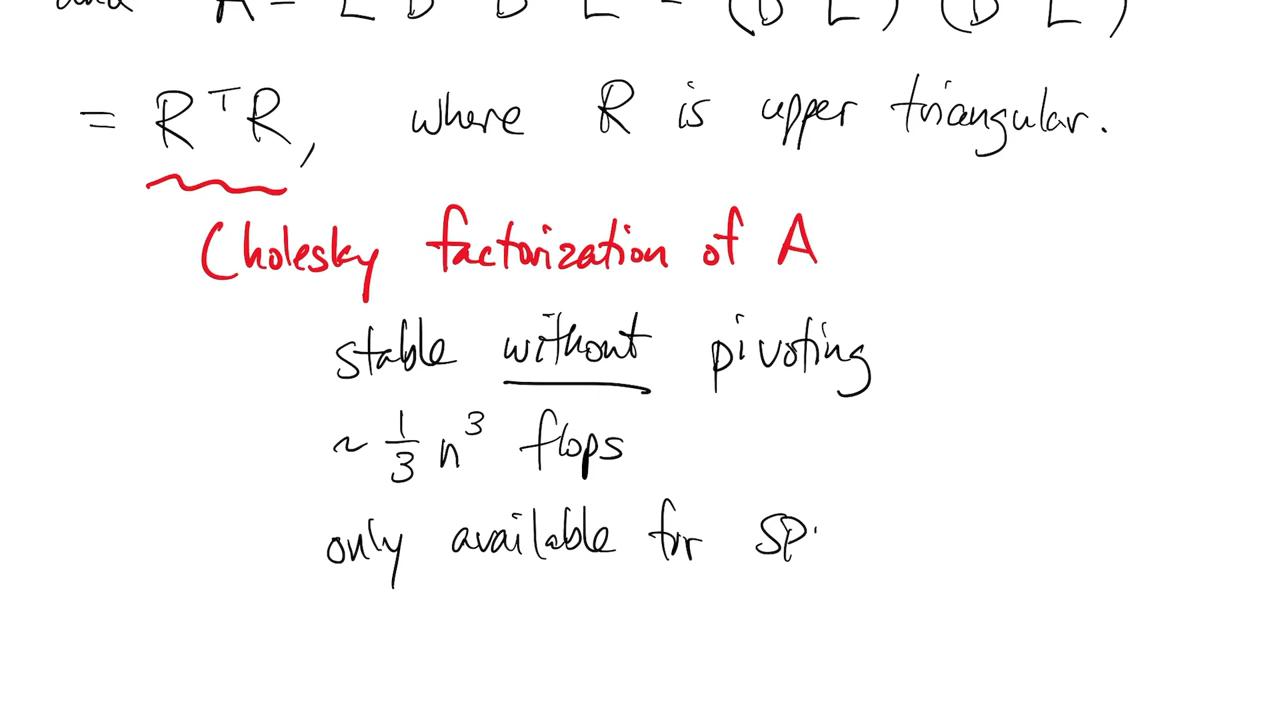 and A = L D D L = (D L) (D L)
= RᵀR, where R is upper triangular.
Cholesky factorization of A
stable without pivoting
~ 1/3 n³ flops
only available for SP